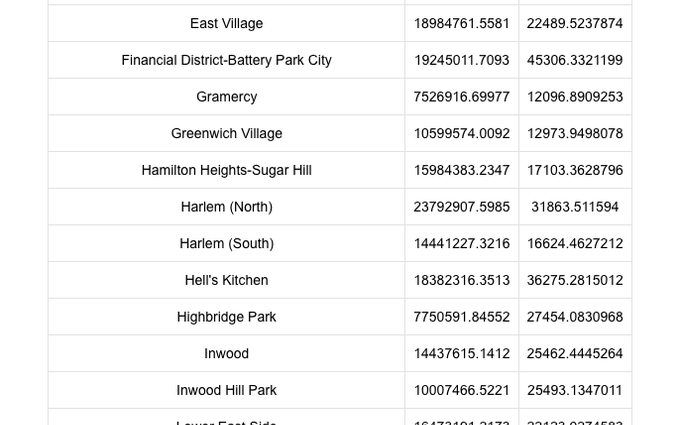 East Village 18984761.5581 22489.5237874
Financial District-Battery Park City 19245011.7093 45306.3321199
Gramercy 7526916.69977 12096.8909253
Greenwich Village 10599574.0092 12973.9498078
Hamilton Heights-Sugar Hill 15984383.2347 17103.3628796
Harlem (North) 23792907.5985 31863.511594
Harlem (South) 14441227.3216 16624.4627212
Hell's Kitchen 18382316.3513 36275.2815012
Highbridge Park 7750591.84552 27454.0830968
Inwood 14437615.1412 25462.4445264
Inwood Hill Park 10007466.5221 25493.1347011
Lower East Side